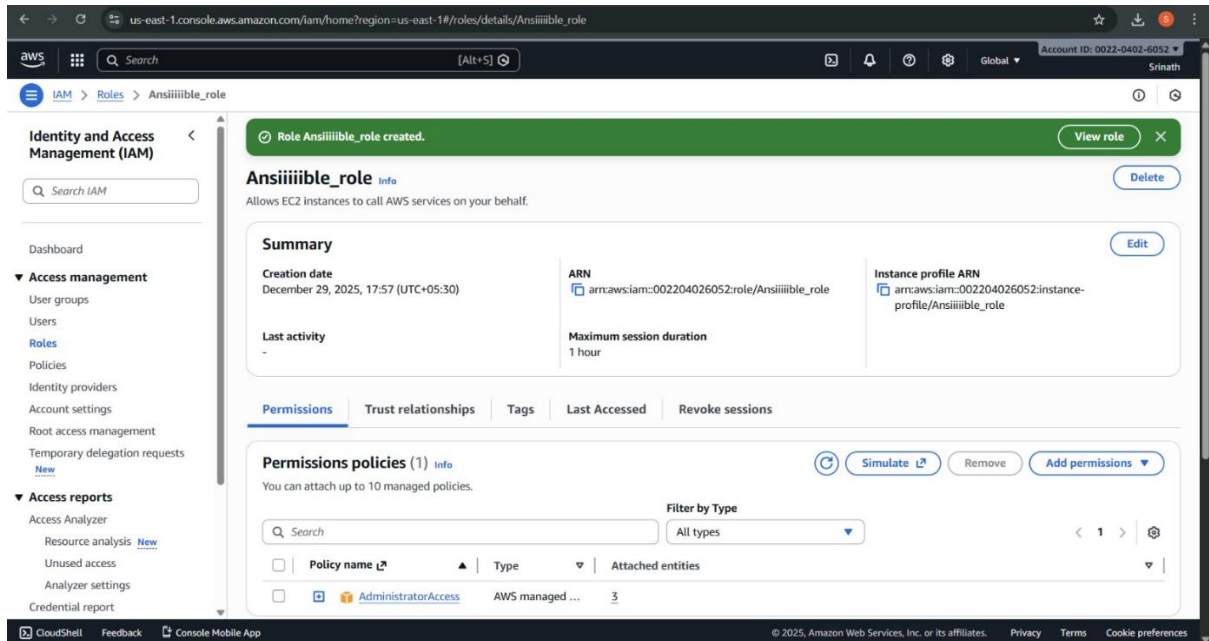 us-east-1.console.aws.amazon.com/iam/home?region=us-east-1#/roles/details/Ansiiiiible_role
S
aws
Search
[Alt+S]
Global
Account ID: 0022-0402-6052
Srinath
IAM > Roles > Ansiiiiible_role
Identity and Access Management (IAM)
Search IAM
Dashboard
Access management
User groups
Users
Roles
Policies
Identity providers
Account settings
Root access management
Temporary delegation requests
New
Access reports
Access Analyzer
Resource analysis New
Unused access
Analyzer settings
Credential report
Role Ansiiiiible_role created.
View role
Ansiiiiible_role Info
Delete
Allows EC2 instances to call AWS services on your behalf.
Summary
Edit
Creation date
December 29, 2025, 17:57 (UTC+05:30)
ARN
arn:aws:iam::002204026052:role/Ansiiiiible_role
Instance profile ARN
arn:aws:iam::002204026052:instance-
profile/Ansiiiiible_role
Last activity
-
Maximum session duration
1 hour
Permissions
Trust relationships
Tags
Last Accessed
Revoke sessions
Permissions policies (1) Info
Simulate
Remove
Add permissions
You can attach up to 10 managed policies.
Filter by Type
Search
All types
1
Policy name
Type
Attached entities
AdministratorAccess
AWS managed ...
3
CloudShell
Feedback
Console Mobile App
© 2025, Amazon Web Services, Inc. or its affiliates.
Privacy
Terms
Cookie preferences